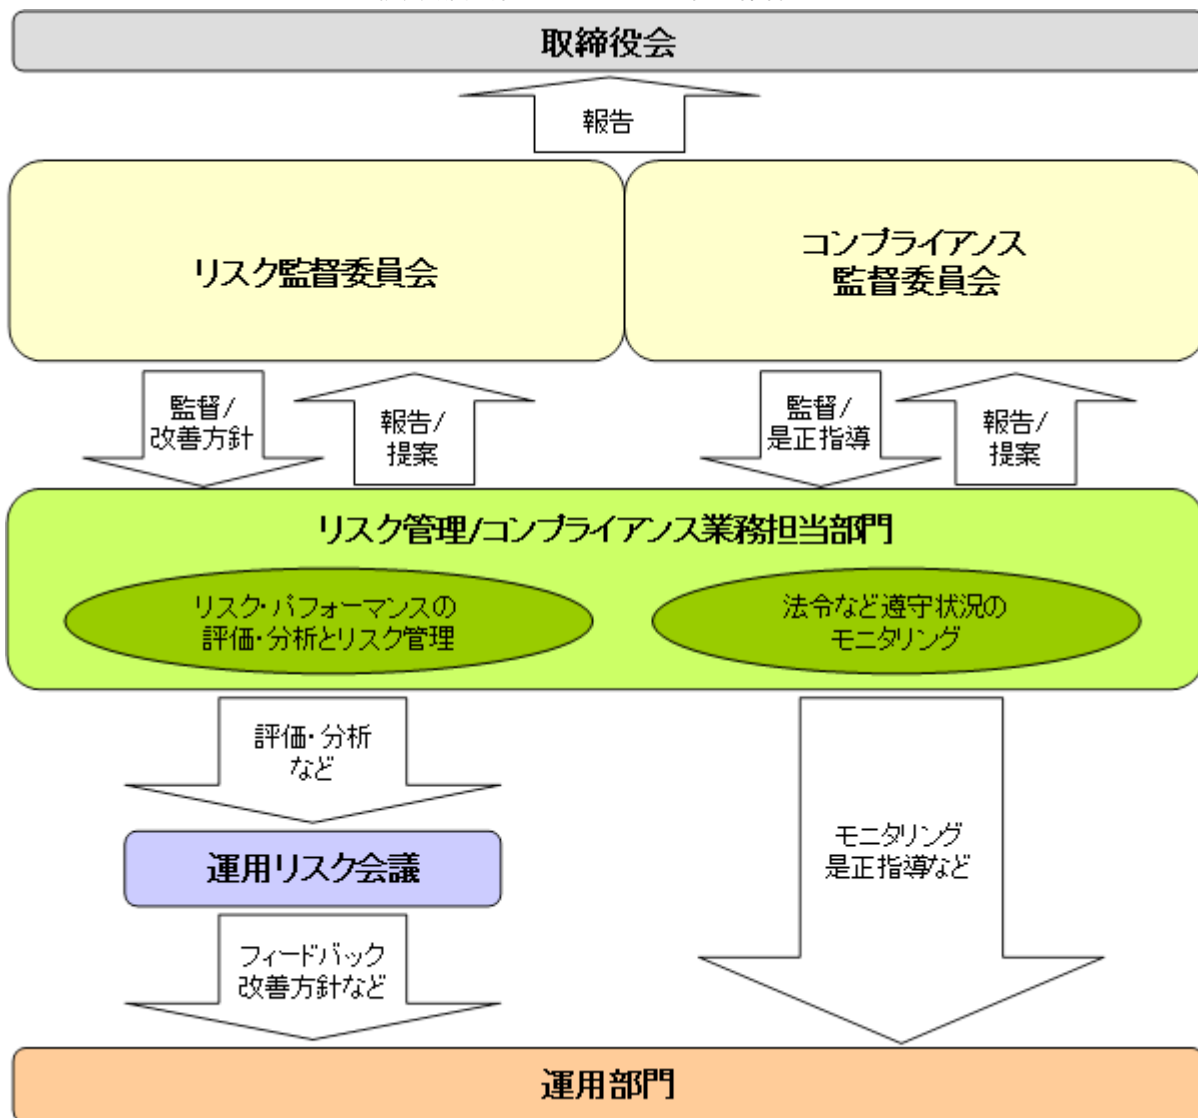 取締役会
報告
リスク監督委員会
コンプライアンス
監督委員会
監督/
改善方針
報告/
提案
監督/
是正指導
報告/
提案
リスク管理/コンプライアンス業務担当部門
リスク・パフォーマンスの
評価・分析とリスク管理
法令など遵守状況の
モニタリング
評価・分析
など
運用リスク会議
モニタリング
是正指導など
フィードバック
改善方針など
運用部門